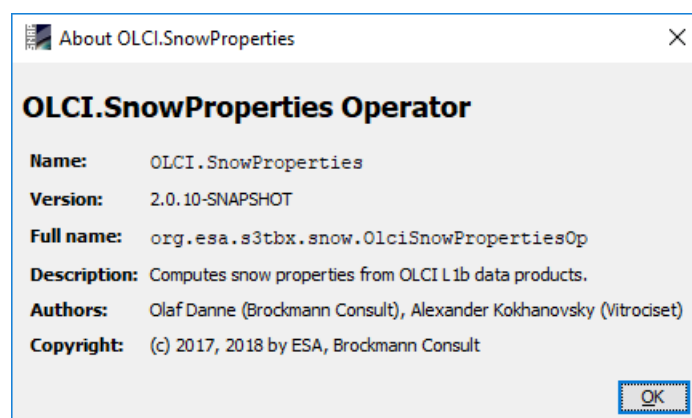 SNAP
About OLCI.SnowProperties
OLCI.SnowProperties Operator
Name: OLCI.SnowProperties
Version: 2.0.10-SNAPSHOT
Full name: org.esa.s3tbx.snow.OlciSnowPropertiesOp
Description: Computes snow properties from OLCI L1b data products.
Authors: Olaf Danne (Brockmann Consult), Alexander Kokhanovsky (Vitrociset)
Copyright: (c) 2017, 2018 by ESA, Brockmann Consult
OK